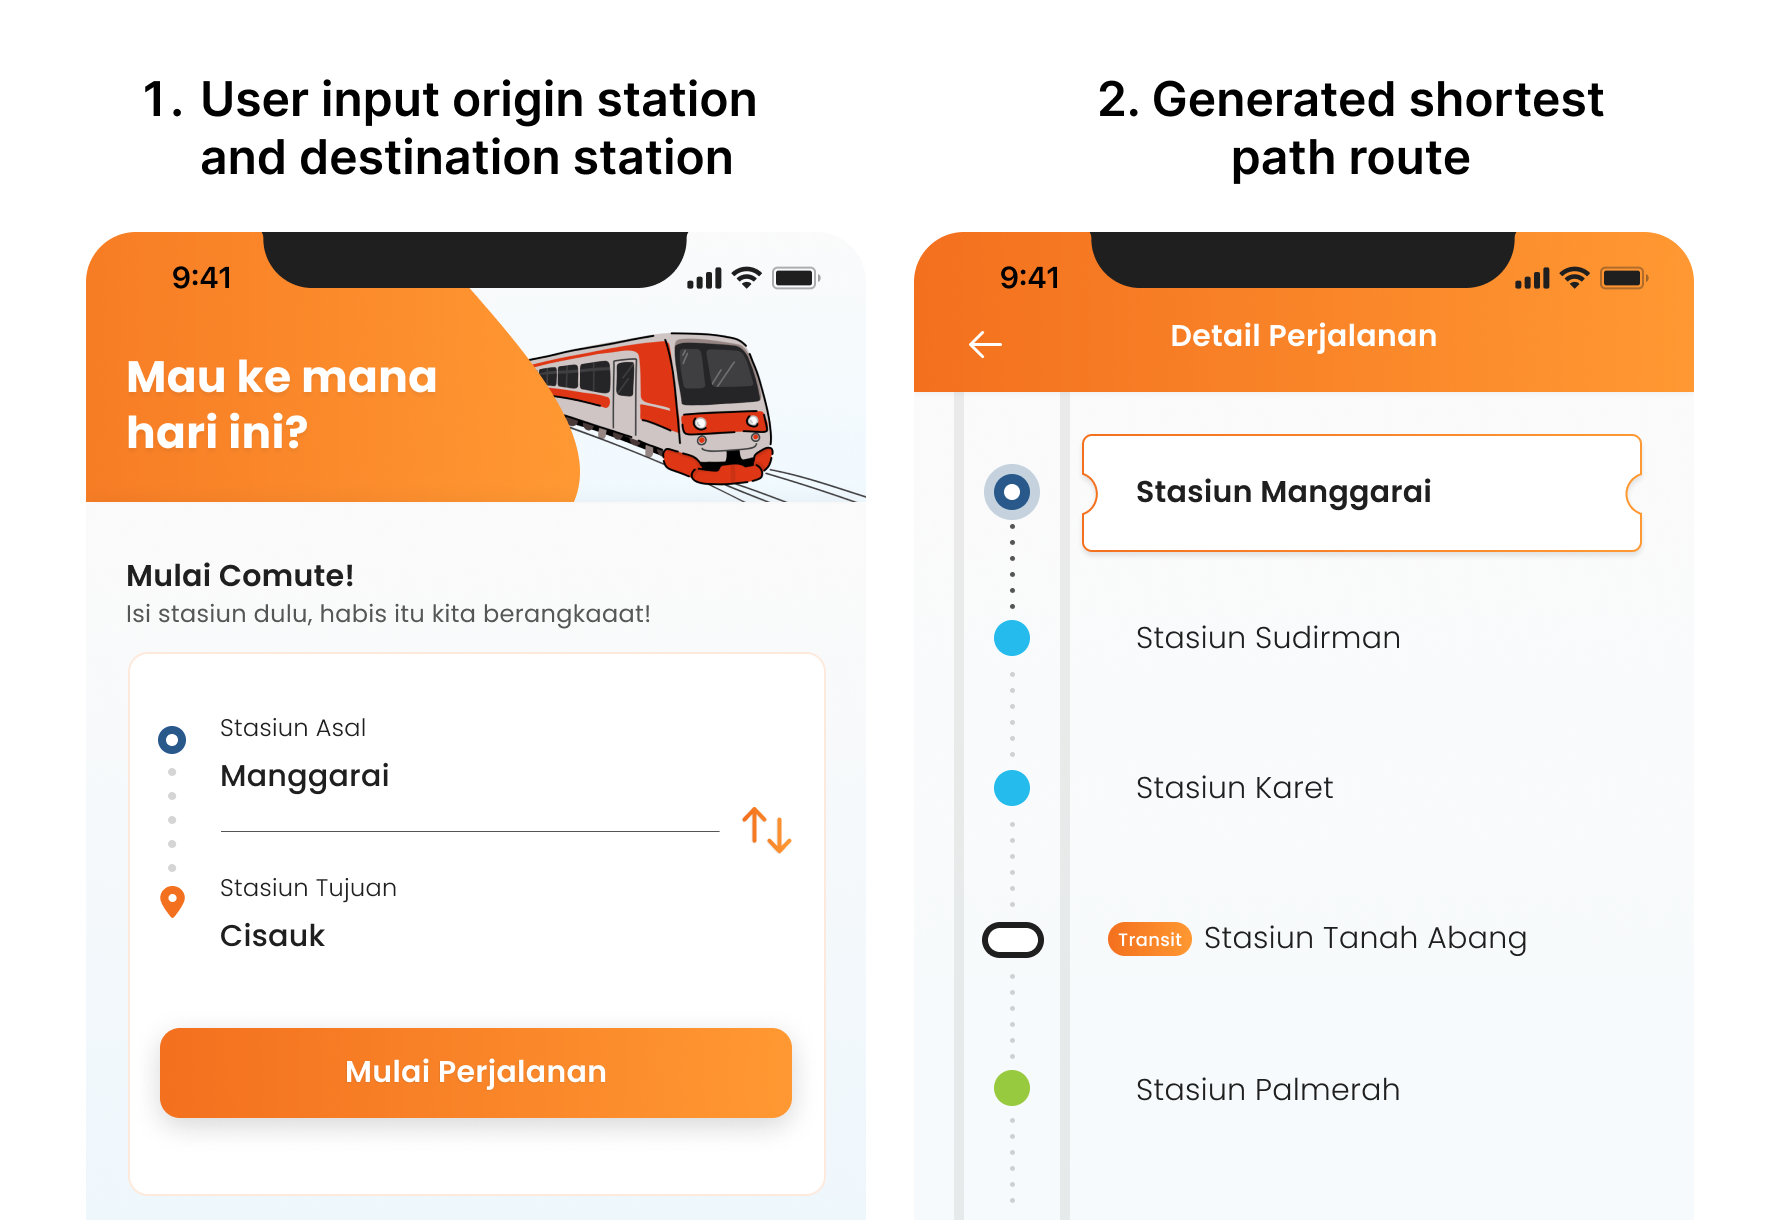 1. User input origin station
and destination station
9:41
Mau ke mana
hari ini?
Mulai Comute!
Isi stasiun dulu, habis itu kita berangkaaat!
Stasiun Asal
Manggarai
Stasiun Tujuan
Cisauk
Mulai Perjalanan
2. Generated shortest
path route
9:41
Detail Perjalanan
Stasiun Manggarai
Stasiun Sudirman
Stasiun Karet
Transit Stasiun Tanah Abang
Stasiun Palmerah